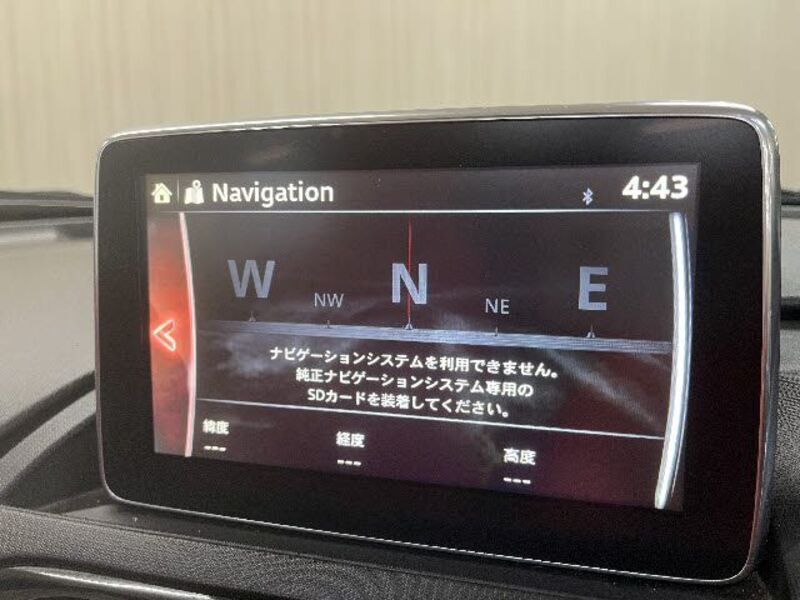 Navigation
4:43
W NW N NE E
ナビゲーションシステムを利用できません。
純正ナビゲーションシステム専用の
SDカードを装着してください。
緯度 経度 高度
--- --- ---